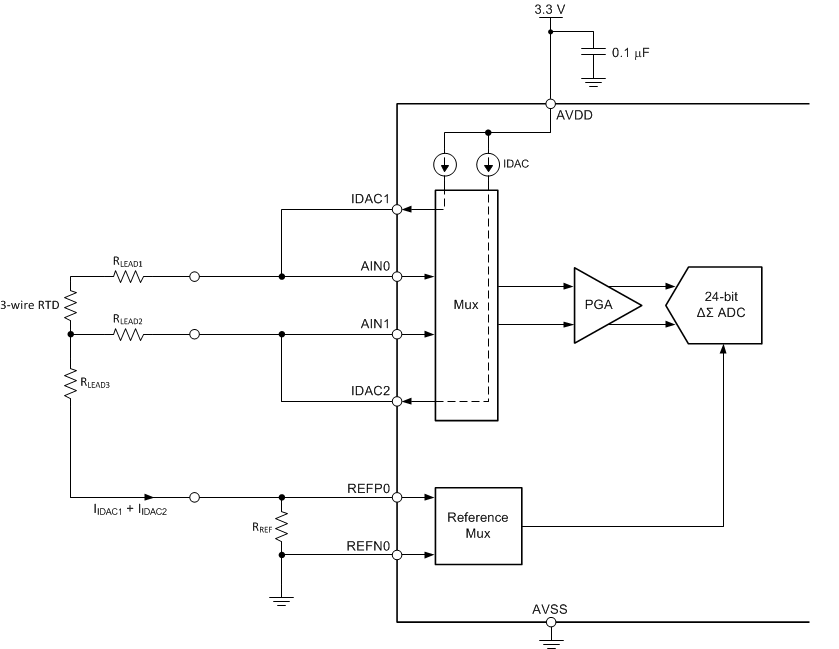 3.3 V
0.1 µF
AVDD
IDAC
IDAC1
RLEAD1
AIN0
3-wire RTD
Mux
PGA
24-bit
ΔΣ ADC
RLEAD2
AIN1
RLEAD3
IDAC2
REFP0
IIDAC1 + IIDAC2
Reference
Mux
RREF
REFN0
AVSS